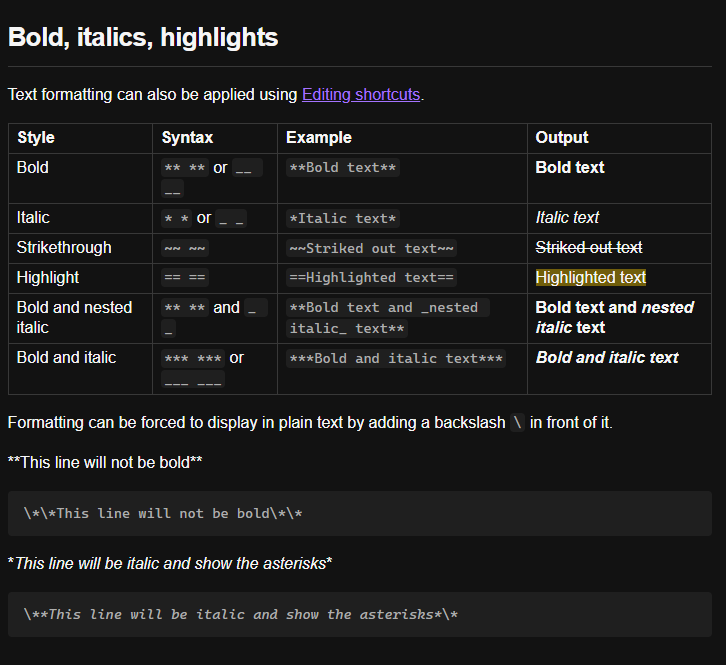 Bold, italics, highlights
Text formatting can also be applied using Editing shortcuts.
Style Syntax Example Output
Bold ** ** or __ **Bold text** Bold text
__
Italic * * or _ _ *Italic text* Italic text
Strikethrough ~~ ~~ ~~Striked out text~~ Striked out text
Highlight == == ==Highlighted text== Highlighted text
Bold and nested ** ** and _ **Bold text and _nested Bold text and nested
italic _ italic_ text** italic text
Bold and italic *** *** or ***Bold and italic text*** Bold and italic text
___ ___
Formatting can be forced to display in plain text by adding a backslash \ in front of it.
**This line will not be bold**
\*\*This line will not be bold\*\*
*This line will be italic and show the asterisks*
\**This line will be italic and show the asterisks*\*